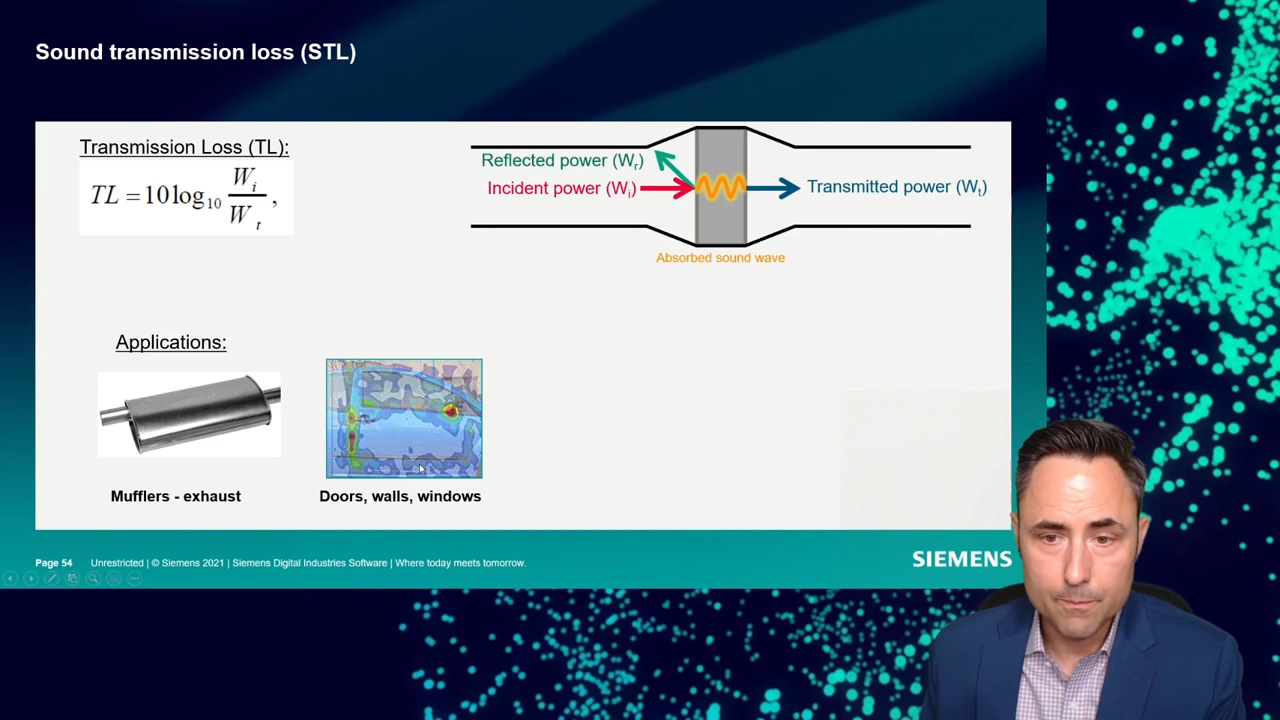 Sound transmission loss (STL)
Transmission Loss (TL):
TL = 10 log₁₀ Wᵢ / Wₜ ,
Reflected power (Wᵣ)
Incident power (Wᵢ)
Transmitted power (Wₜ)
Absorbed sound wave
Applications:
Mufflers - exhaust
Doors, walls, windows
Page 54 Unrestricted | © Siemens 2021 | Siemens Digital Industries Software | Where today meets tomorrow.
SIEMENS